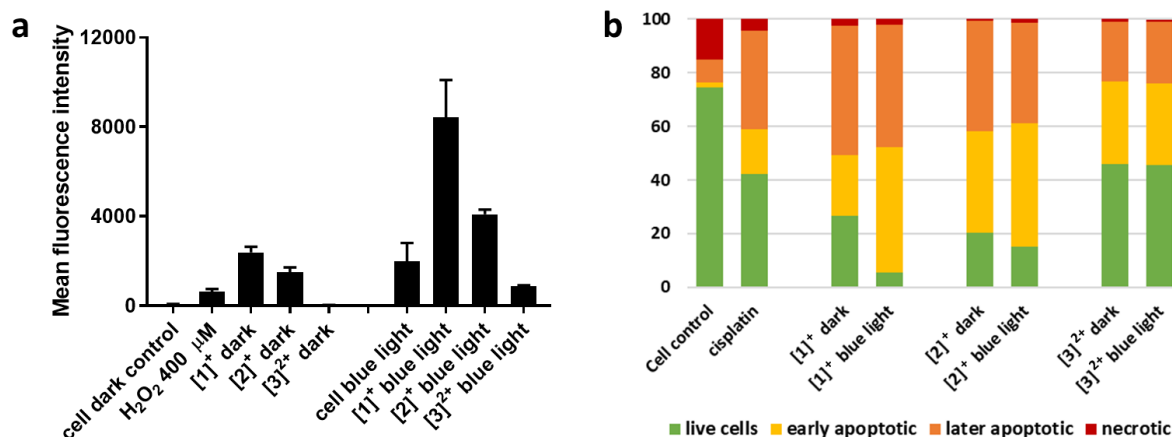 a
Mean fluorescence intensity
12000
8000
4000
0
cell dark control
H₂O₂ 400 μM
[1]⁺ dark
[2]⁺ dark
[3]²⁺ dark
cell blue light
[1]⁺ blue light
[2]⁺ blue light
[3]²⁺ blue light
b
100
80
60
40
20
0
Cell control
cisplatin
[1]⁺ dark
[1]⁺ blue light
[2]⁺ dark
[2]⁺ blue light
[3]²⁺ dark
[3]²⁺ blue light
live cells early apoptotic later apoptotic necrotic